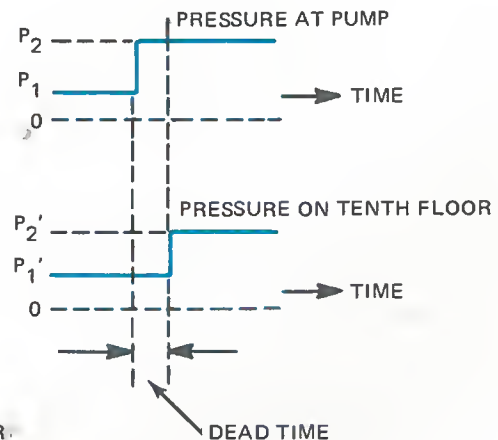 PRESSURE AT PUMP
P2
P1
TIME
0
PRESSURE ON TENTH FLOOR
P2'
P1'
TIME
0
DEAD TIME
R.